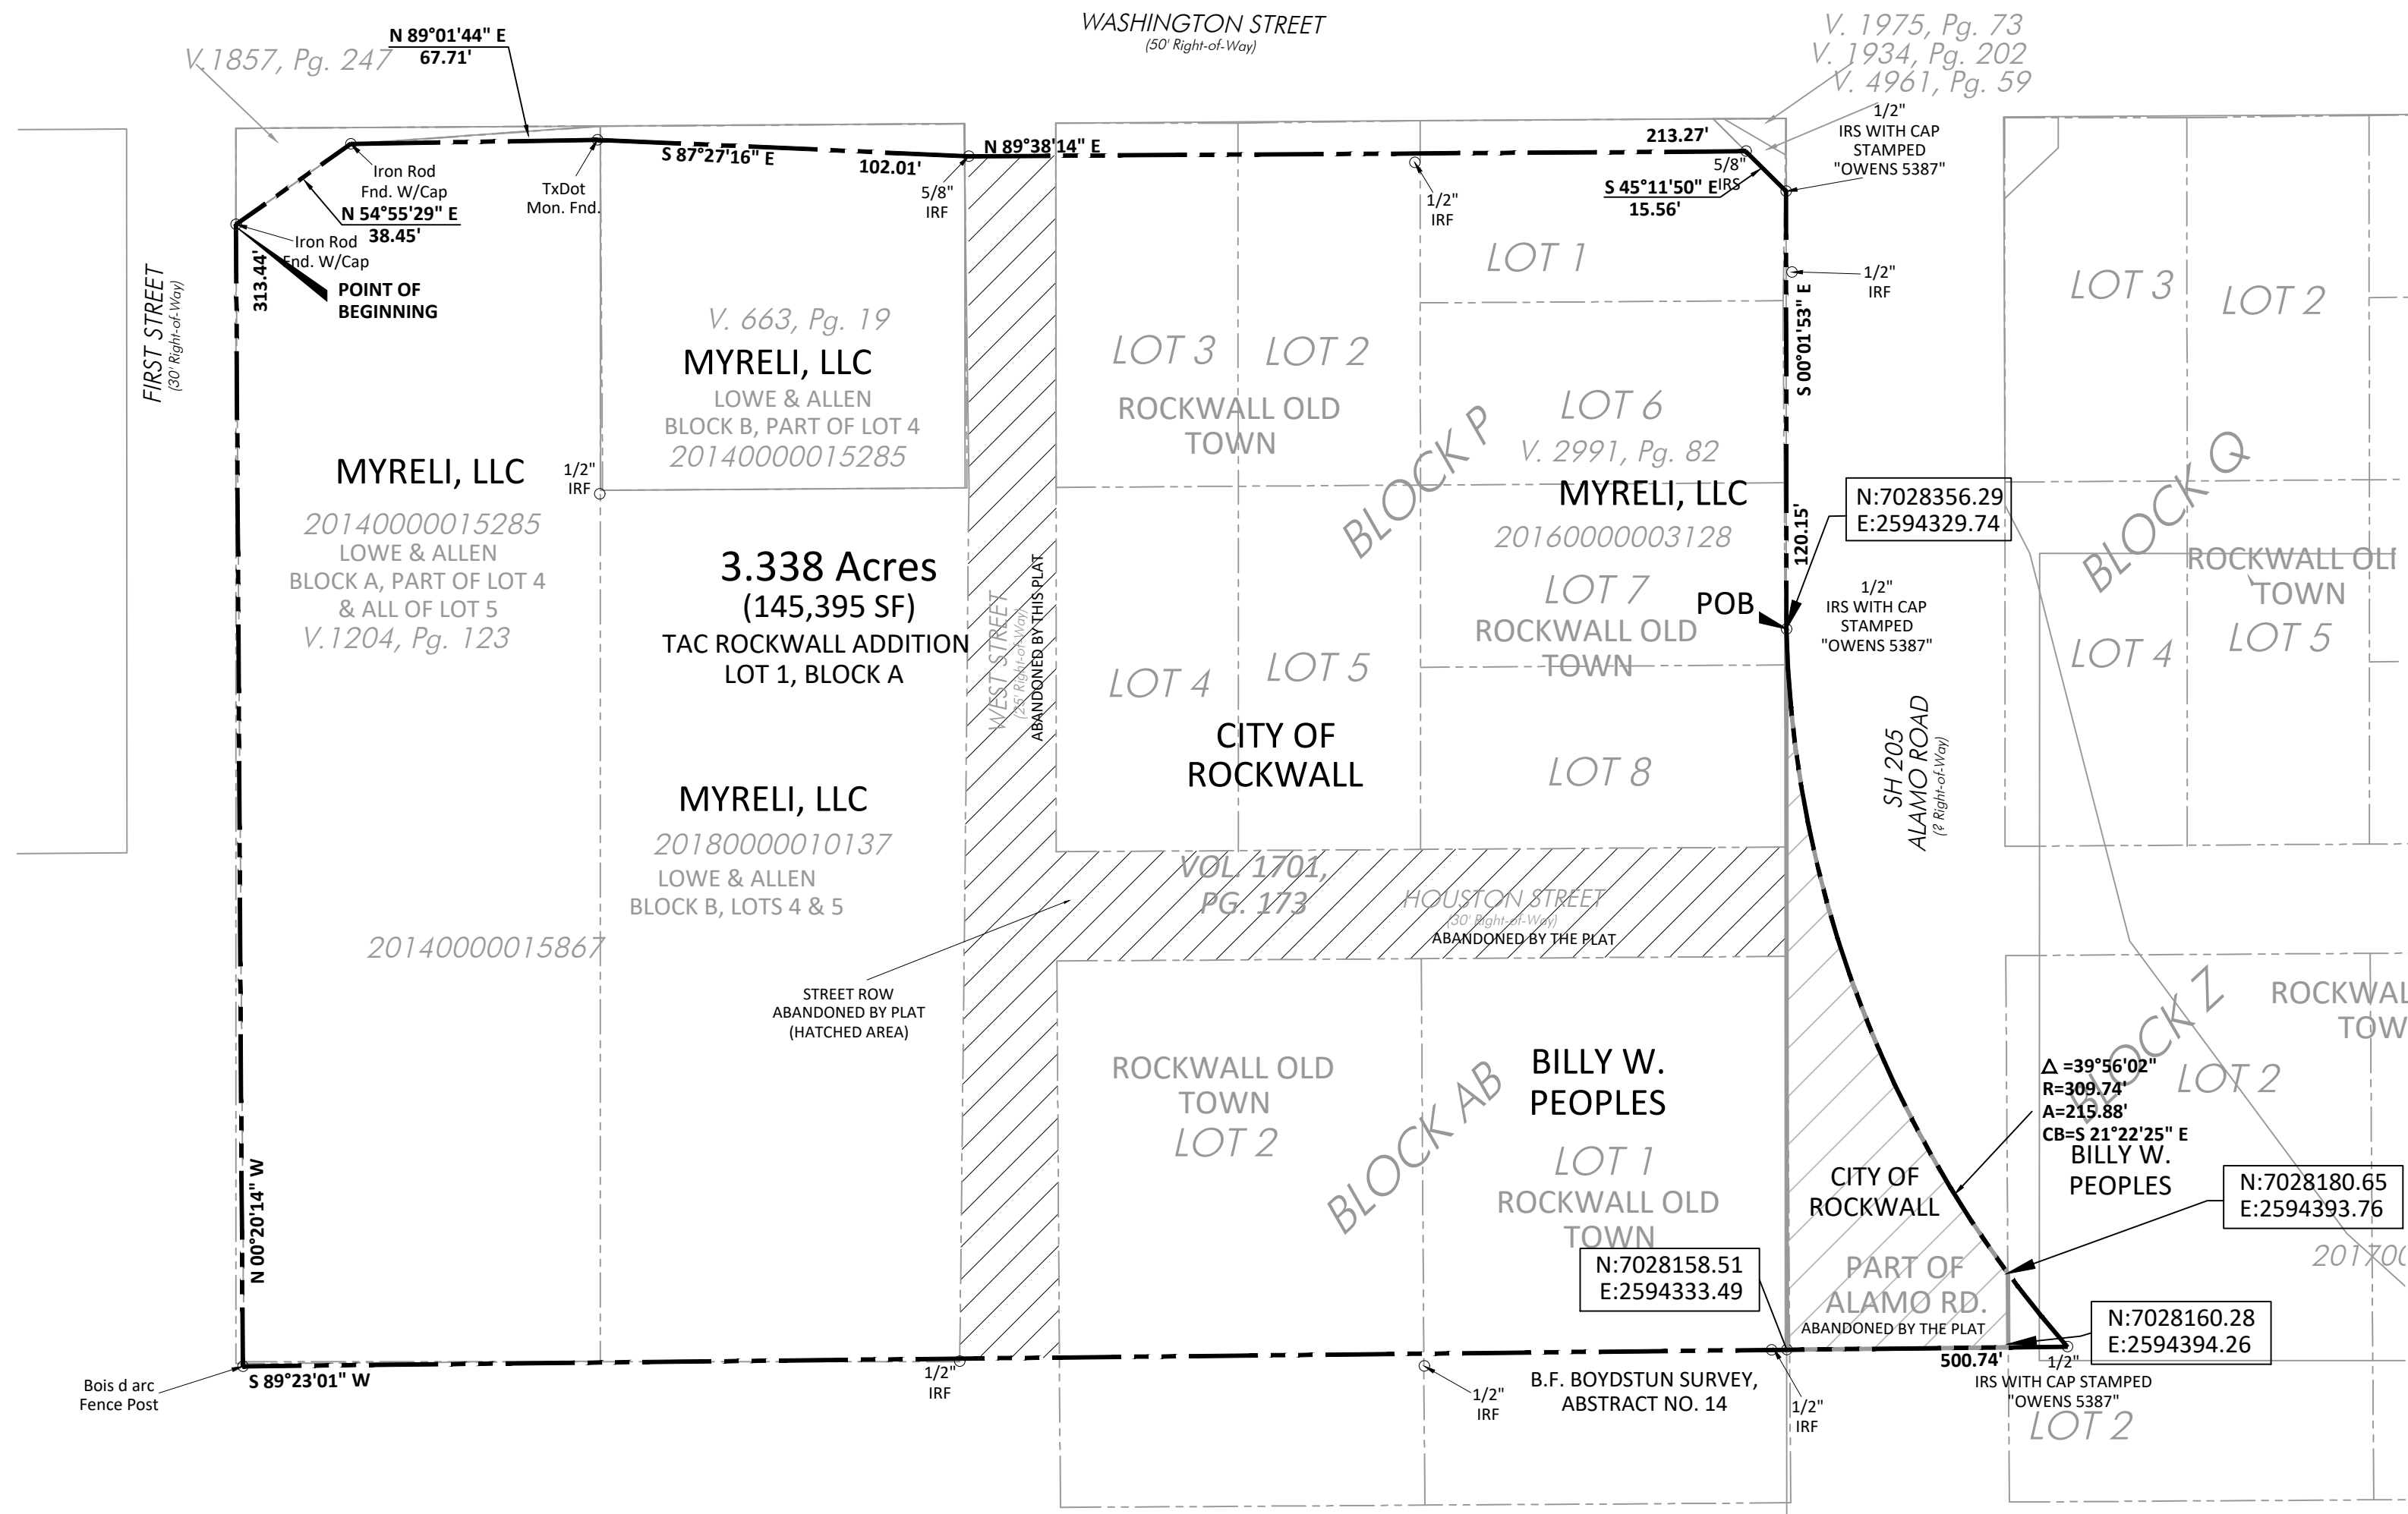 WASHINGTON STREET
(50' Right-of-Way)
V. 1975, Pg. 73
V. 1934, Pg. 202
V. 4961, Pg. 59
N 89°01'44" E
67.71'
V.1857, Pg. 247
1/2"
IRS WITH CAP
STAMPED
"OWENS 5387"
213.27'
N 89°38'14" E
S 87°27'16" E
102.01'
5/8"
IRF
5/8"
IRS
S 45°11'50" E
15.56'
Iron Rod
Fnd. W/Cap
TxDot
Mon. Fnd.
N 54°55'29" E
38.45'
Iron Rod
Fnd. W/Cap
1/2"
IRF
1/2"
IRF
POINT OF
BEGINNING
313.44'
FIRST STREET
(30' Right-of-Way)
LOT 1
LOT 3
LOT 2
S 00°01'53" E
V. 663, Pg. 19
MYRELI, LLC
LOWE & ALLEN
BLOCK B, PART OF LOT 4
20140000015285
LOT 3
LOT 2
ROCKWALL OLD
TOWN
LOT 6
V. 2991, Pg. 82
MYRELI, LLC
20160000003128
BLOCK P
BLOCK Q
MYRELI, LLC
20140000015285
LOWE & ALLEN
BLOCK A, PART OF LOT 4
& ALL OF LOT 5
V.1204, Pg. 123
1/2"
IRF
N:7028356.29
E:2594329.74
120.15'
3.338 Acres
(145,395 SF)
TAC ROCKWALL ADDITION
LOT 1, BLOCK A
WEST STREET
(25' Right-of-Way)
ABANDONED BY THIS PLAT
LOT 7
ROCKWALL OLD
TOWN
POB
1/2"
IRS WITH CAP
STAMPED
"OWENS 5387"
ROCKWALL OL
TOWN
LOT 4
LOT 5
LOT 4
LOT 5
CITY OF
ROCKWALL
LOT 8
SH 205
ALAMO ROAD
(? Right-of-Way)
MYRELI, LLC
20180000010137
LOWE & ALLEN
BLOCK B, LOTS 4 & 5
VOL. 1701,
PG. 173
HOUSTON STREET
(30' Right-of-Way)
ABANDONED BY THE PLAT
20140000015867
STREET ROW
ABANDONED BY PLAT
(HATCHED AREA)
BLOCK Z
ROCKWAL
TOW
LOT 2
ROCKWALL OLD
TOWN
LOT 2
BLOCK AB
BILLY W.
PEOPLES
LOT 1
ROCKWALL OLD
TOWN
Δ =39°56'02"
R=309.74'
A=215.88'
CB=S 21°22'25" E
BILLY W.
PEOPLES
CITY OF
ROCKWALL
N:7028180.65
E:2594393.76
20170
N 00°20'14" W
N:7028158.51
E:2594333.49
PART OF
ALAMO RD.
ABANDONED BY THE PLAT
N:7028160.28
E:2594394.26
500.74'
1/2"
IRS WITH CAP STAMPED
"OWENS 5387"
LOT 2
S 89°23'01" W
Bois d arc
Fence Post
1/2"
IRF
1/2"
IRF
B.F. BOYDSTUN SURVEY,
ABSTRACT NO. 14
1/2"
IRF